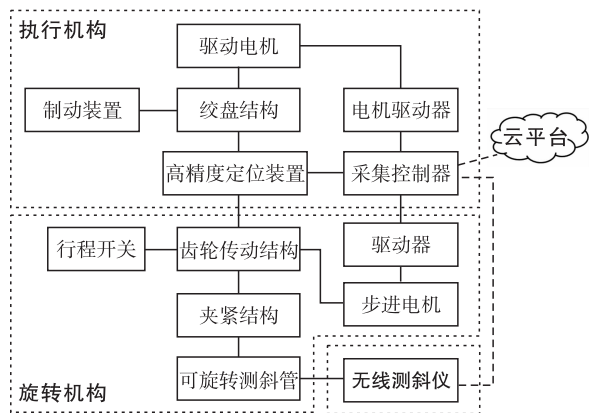 执行机构
驱动电机
制动装置
绞盘结构
电机驱动器
云平台
高精度定位装置
采集控制器
行程开关
齿轮传动结构
驱动器
步进电机
夹紧结构
旋转机构
可旋转测斜管
无线测斜仪